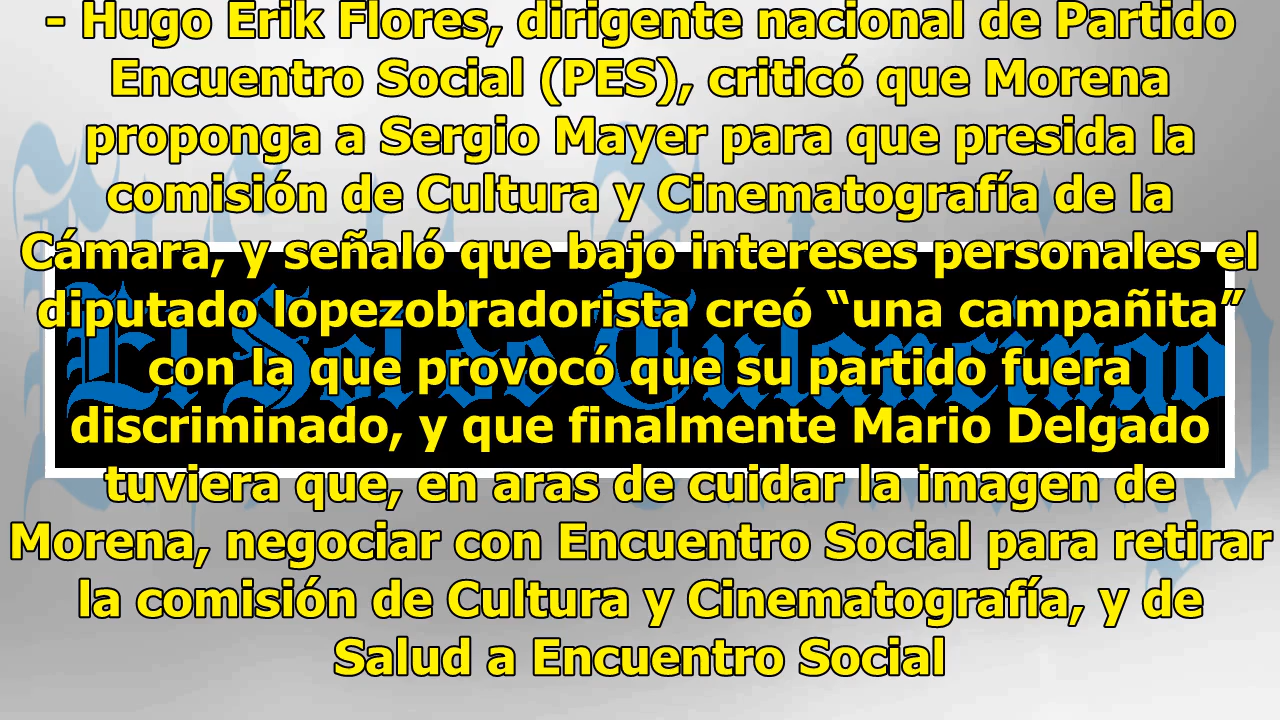 - Hugo Erik Flores, dirigente nacional de Partido
Encuentro Social (PES), criticó que Morena
proponga a Sergio Mayer para que presida la
comisión de Cultura y Cinematografía de la
Cámara, y señaló que bajo intereses personales el
diputado lopezobradorista creó “una campañita”
con la que provocó que su partido fuera
discriminado, y que finalmente Mario Delgado
tuviera que, en aras de cuidar la imagen de
Morena, negociar con Encuentro Social para retirar
la comisión de Cultura y Cinematografía, y de
Salud a Encuentro Social
El Sol de Tulancingo